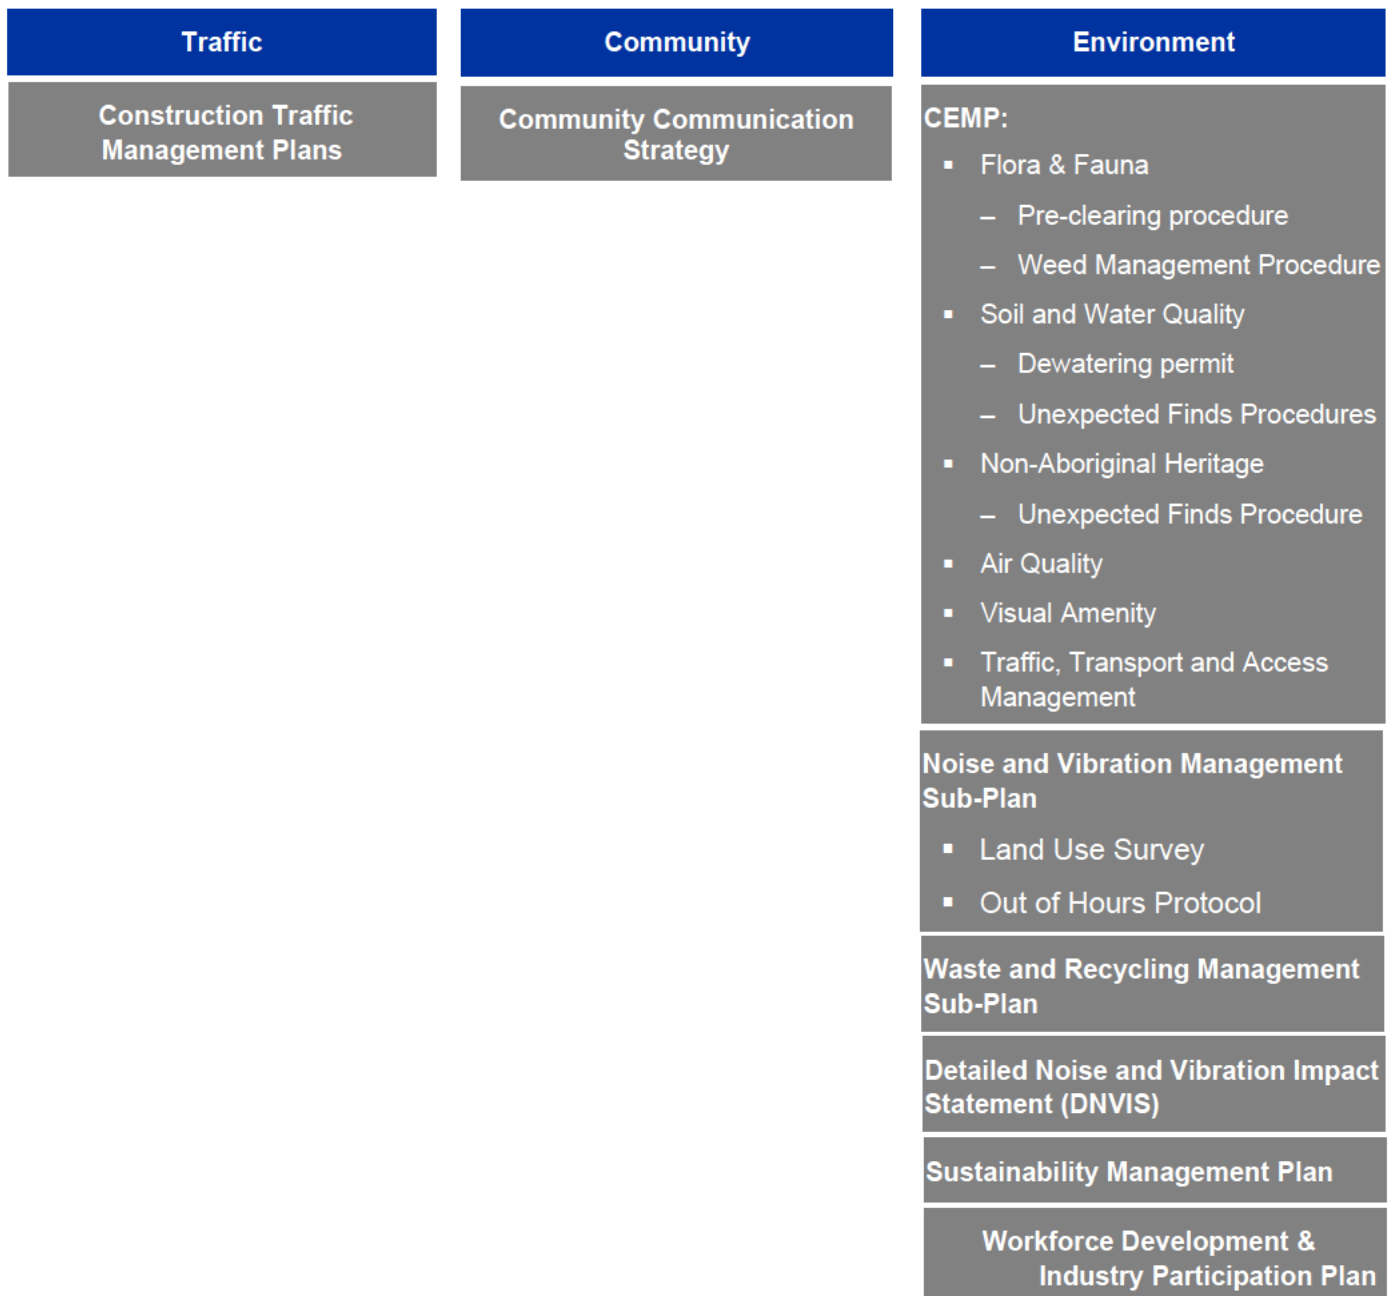 Traffic
Construction Traffic
Management Plans
Community
Community Communication
Strategy
Environment
CEMP:
▪ Flora & Fauna
– Pre-clearing procedure
– Weed Management Procedure
▪ Soil and Water Quality
– Dewatering permit
– Unexpected Finds Procedures
▪ Non-Aboriginal Heritage
– Unexpected Finds Procedure
▪ Air Quality
▪ Visual Amenity
▪ Traffic, Transport and Access
Management
Noise and Vibration Management
Sub-Plan
▪ Land Use Survey
▪ Out of Hours Protocol
Waste and Recycling Management
Sub-Plan
Detailed Noise and Vibration Impact
Statement (DNVIS)
Sustainability Management Plan
Workforce Development &
Industry Participation Plan